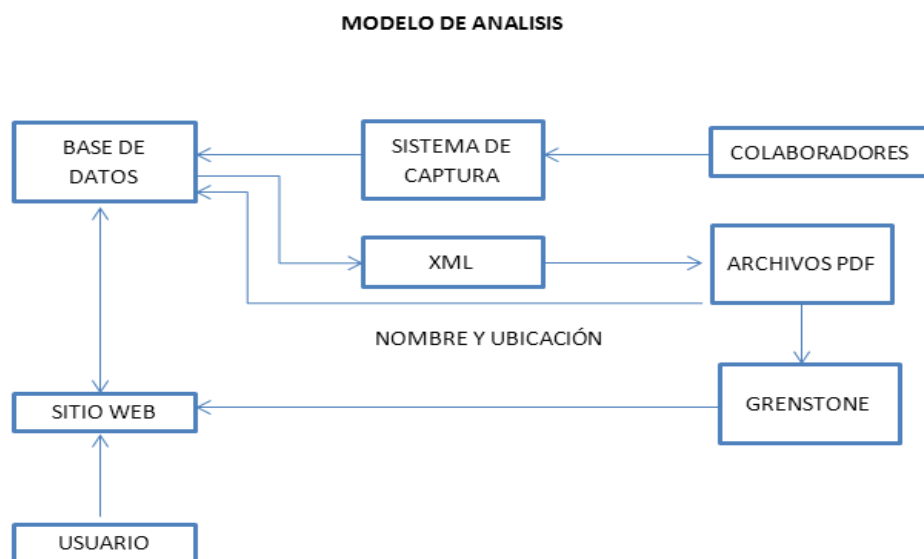 MODELO DE ANALISIS
BASE DE
DATOS
SISTEMA DE
CAPTURA
COLABORADORES
XML
ARCHIVOS PDF
NOMBRE Y UBICACIÓN
SITIO WEB
GRENSTONE
USUARIO